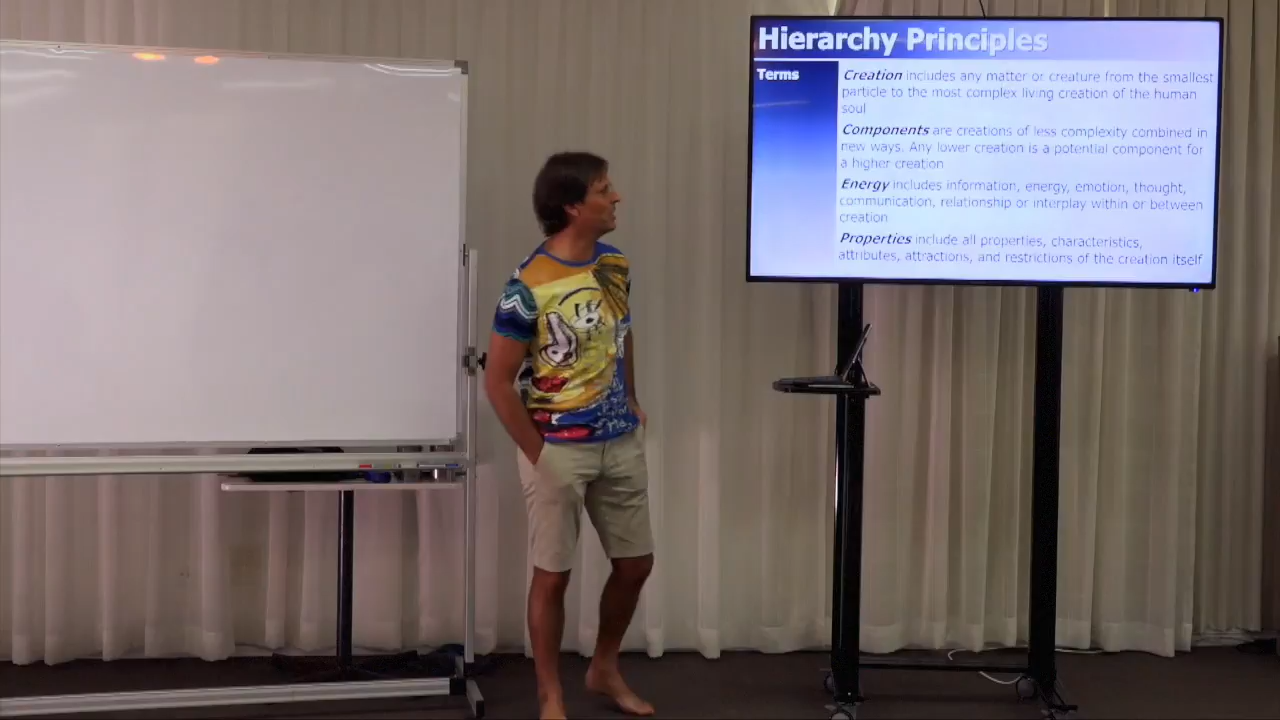 Hierarchy Principles
Terms
Creation includes any matter or creature from the smallest
particle to the most complex living creation of the human
soul
Components are creations of less complexity combined in
new ways. Any lower creation is a potential component for
a higher creation
Energy includes information, energy, emotion, thought,
communication, relationship or interplay within or between
creation
Properties include all properties, characteristics,
attributes, attractions, and restrictions of the creation itself